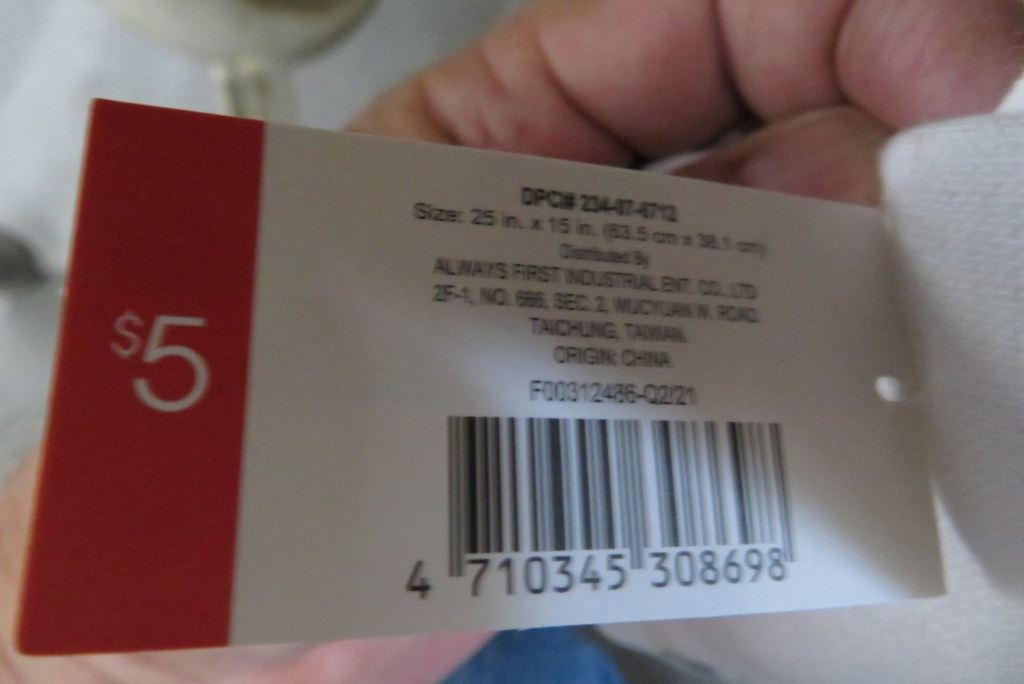 $5
DPCI# 234-07-6712
Size: 25 in. x 15 in. (63.5 cm x 38.1 cm)
Distributed By
ALWAYS FIRST INDUSTRIAL ENT. CO., LTD
2F-1, NO. 666, SEC. 2, WUCYUAN W. ROAD,
TAICHUNG, TAIWAN.
ORIGIN: CHINA
F00312486-Q2/21
4 710345 308698